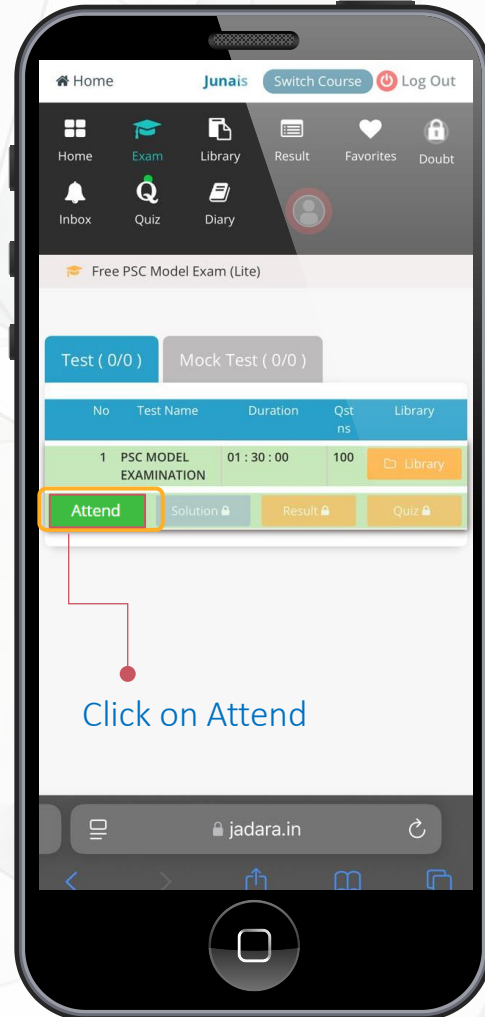 Home Junais Switch Course Log Out
Home Exam Library Result Favorites Doubt
Inbox Quiz Diary
Free PSC Model Exam (Lite)
Test ( 0/0 ) Mock Test ( 0/0 )
No Test Name Duration Qst Library
ns
1 PSC MODEL 01 : 30 : 00 100 Library
EXAMINATION
Attend Solution Result Quiz
Click on Attend
jadara.in